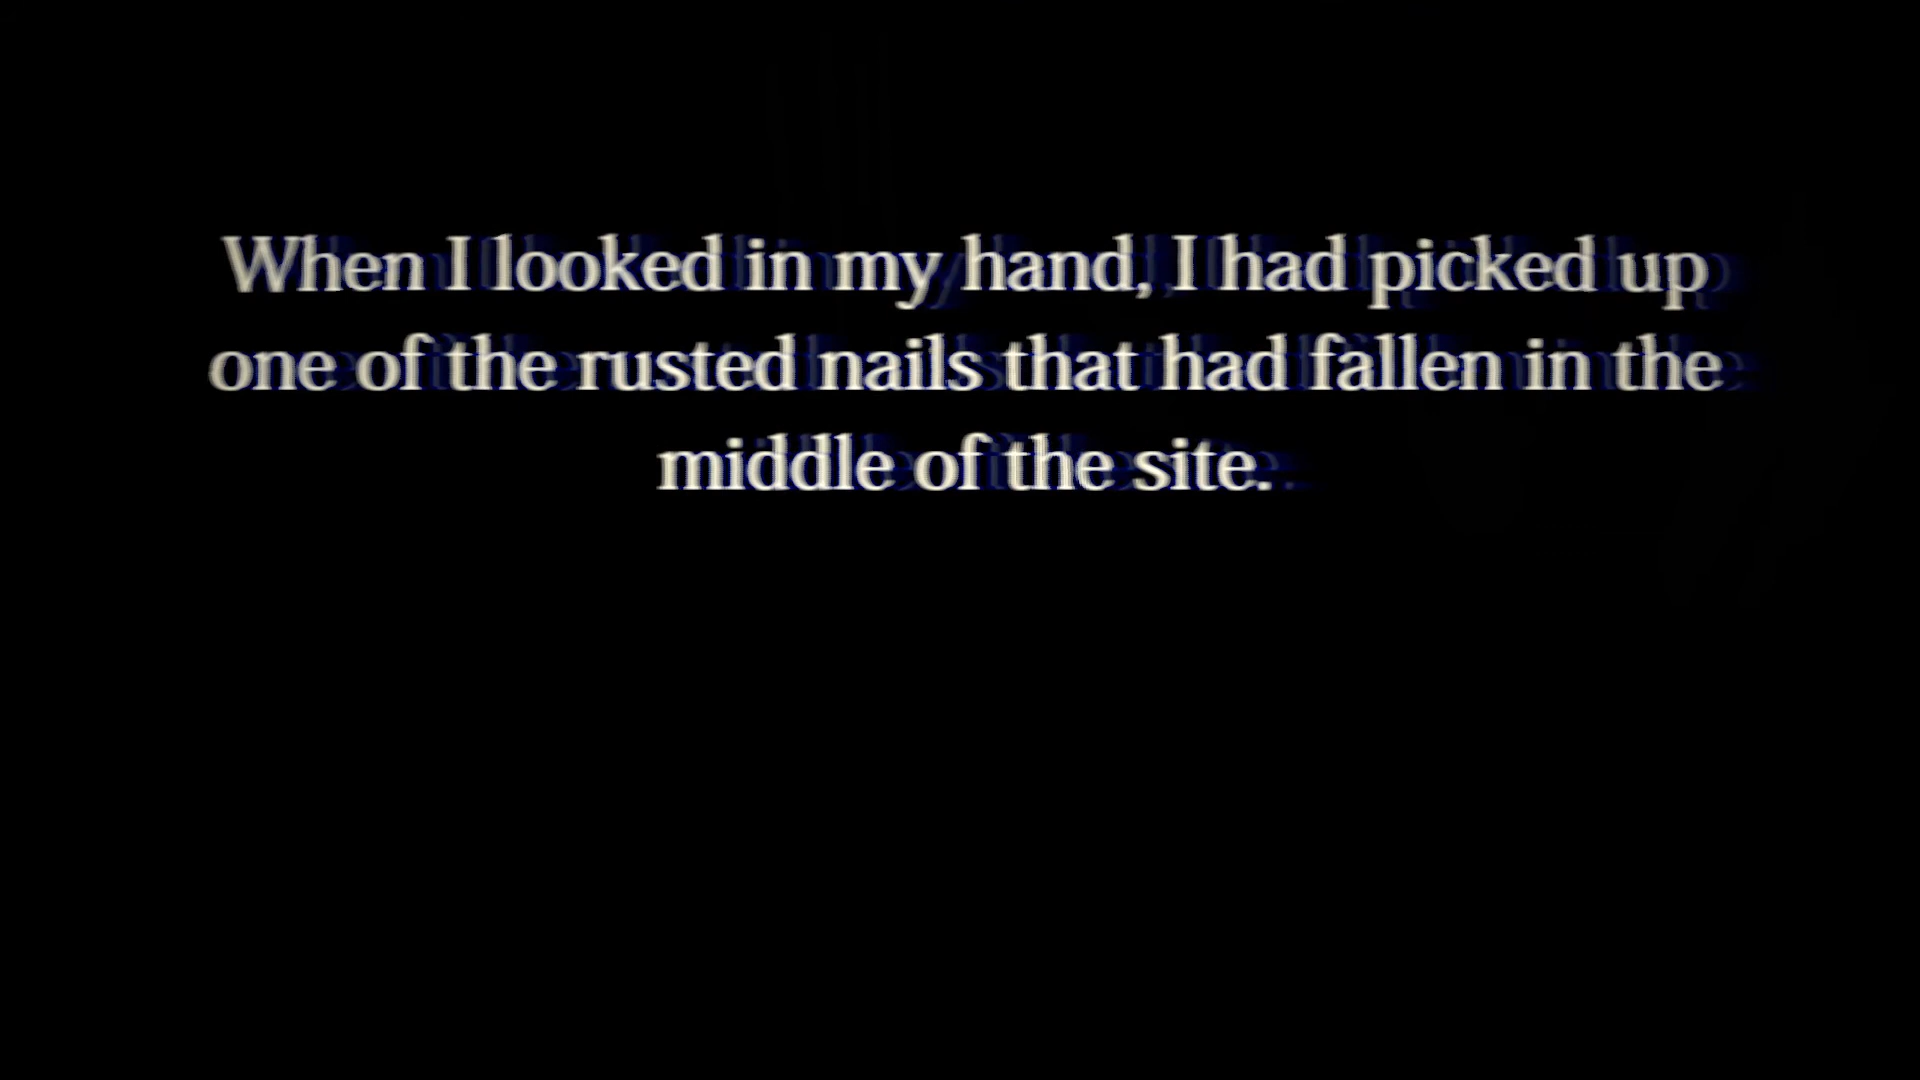 When I looked in my hand, I had picked up
one of the rusted nails that had fallen in the
middle of the site.